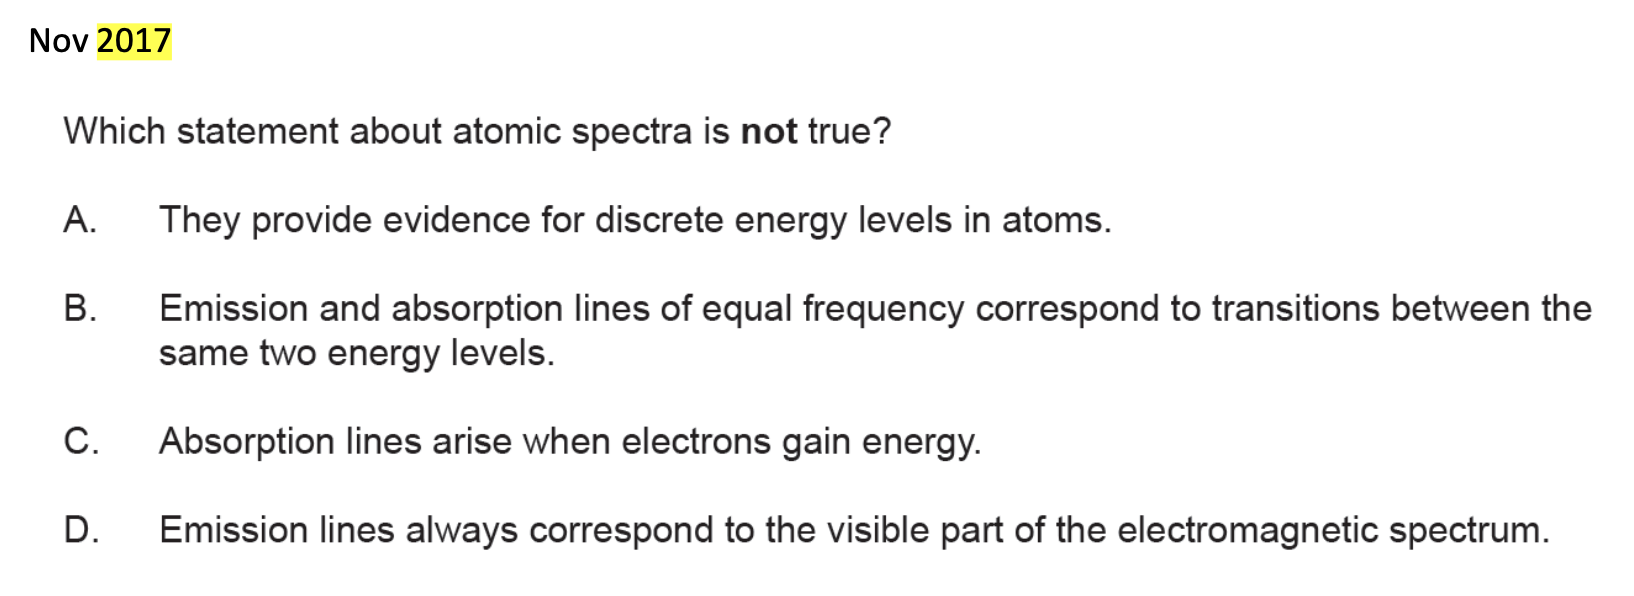 Nov 2017
Which statement about atomic spectra is not true?
A. They provide evidence for discrete energy levels in atoms.
B. Emission and absorption lines of equal frequency correspond to transitions between the
same two energy levels.
C. Absorption lines arise when electrons gain energy.
D. Emission lines always correspond to the visible part of the electromagnetic spectrum.